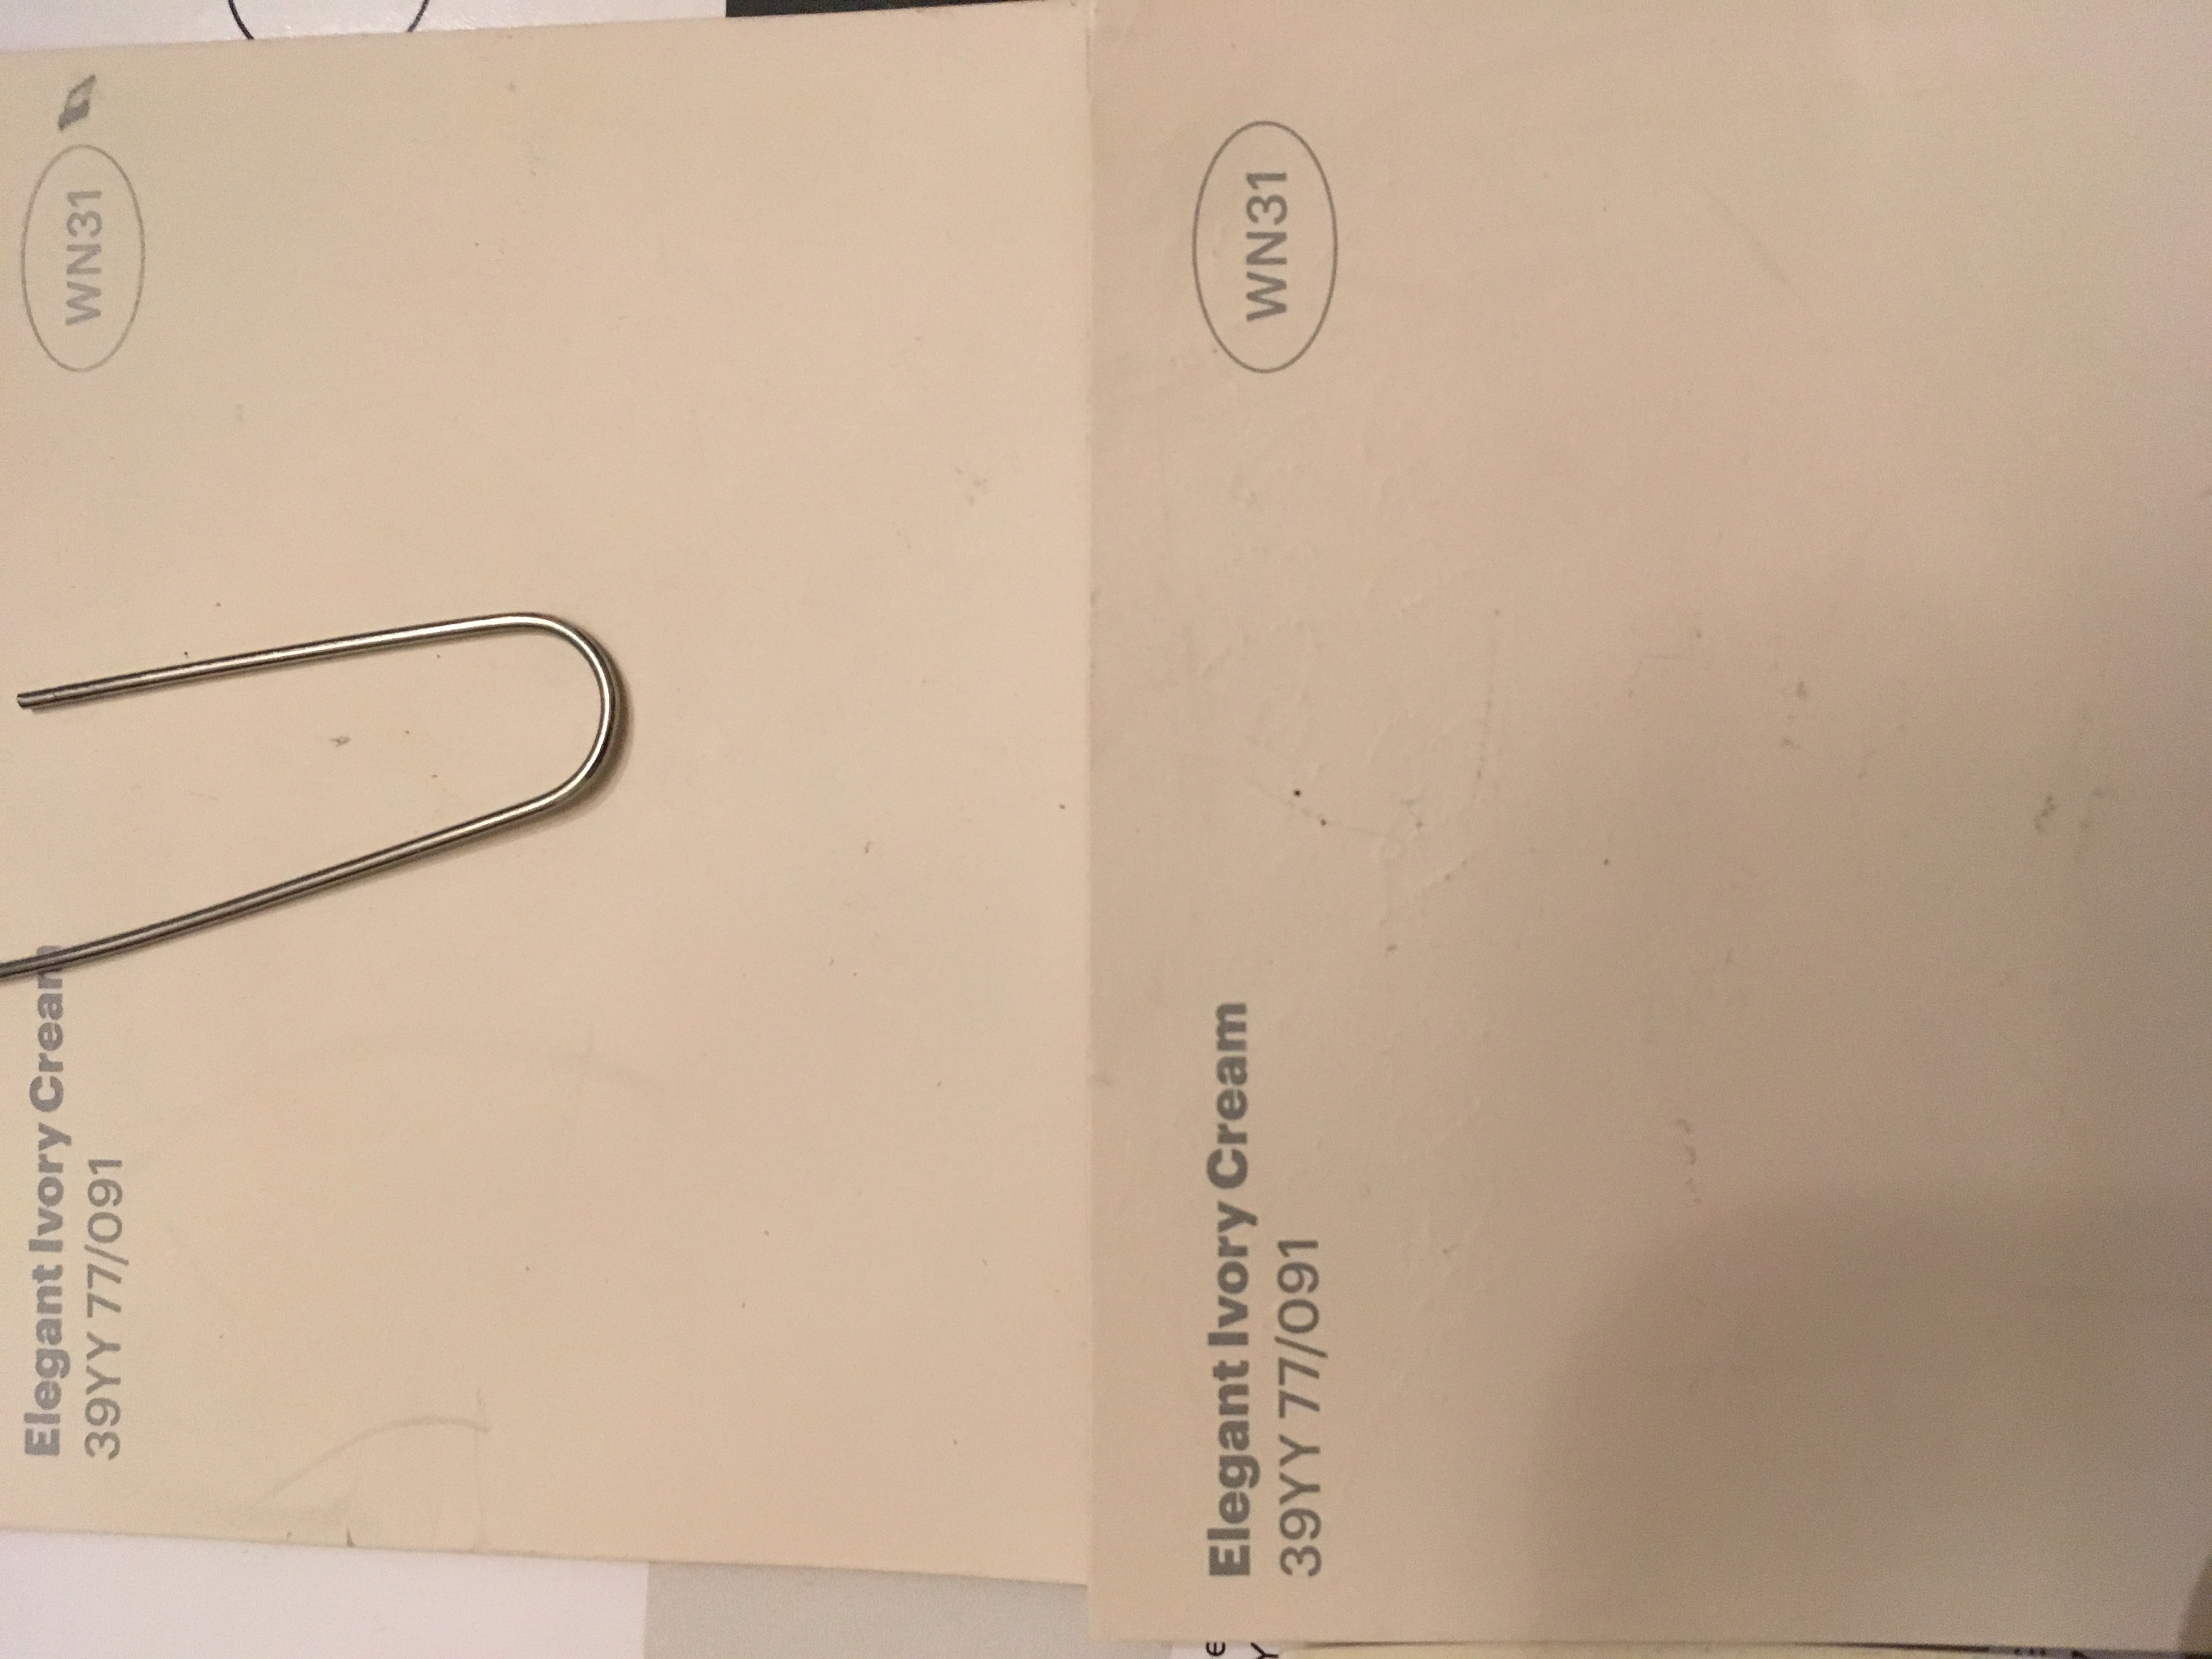 WN31
Elegant Ivory Cream
39YY 77/091
WN31
Elegant Ivory Cream
39YY 77/091
e
Y